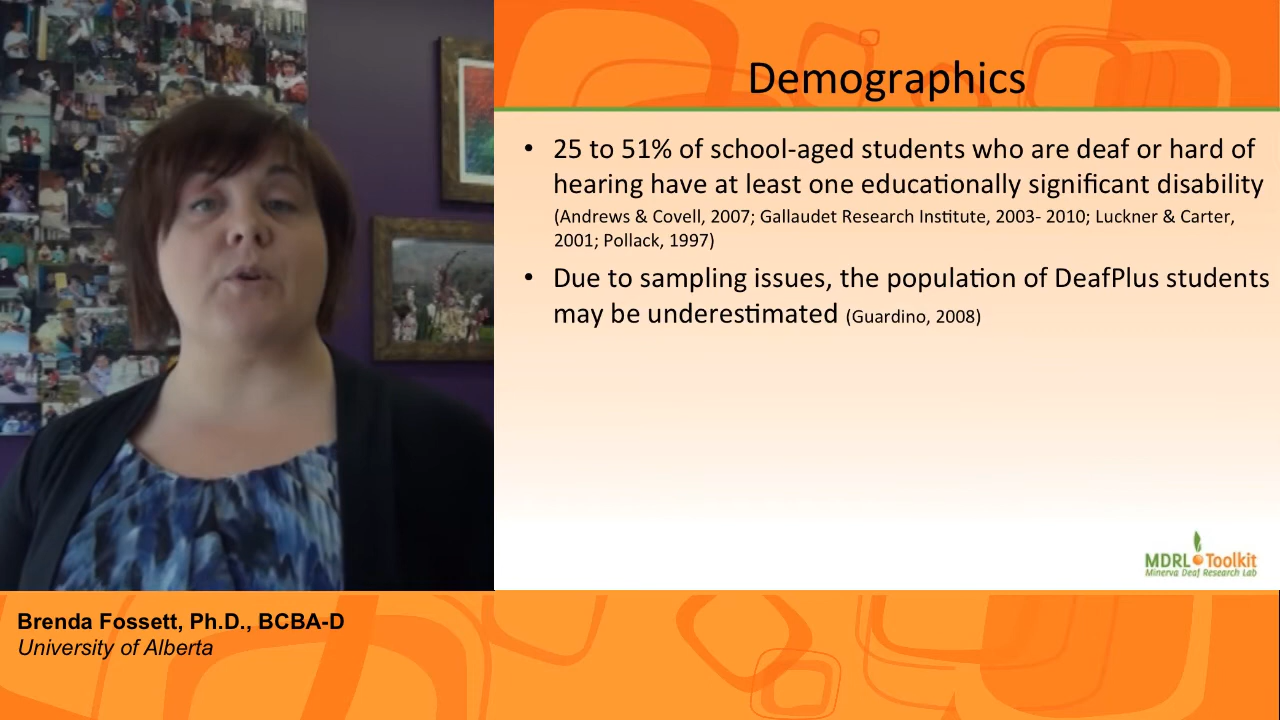 Demographics
• 25 to 51% of school-aged students who are deaf or hard of
hearing have at least one educationally significant disability
(Andrews & Covell, 2007; Gallaudet Research Institute, 2003- 2010; Luckner & Carter,
2001; Pollack, 1997)
• Due to sampling issues, the population of DeafPlus students
may be underestimated (Guardino, 2008)
MDRL Toolkit
Minerva Deaf Research Lab
Brenda Fossett, Ph.D., BCBA-D
University of Alberta